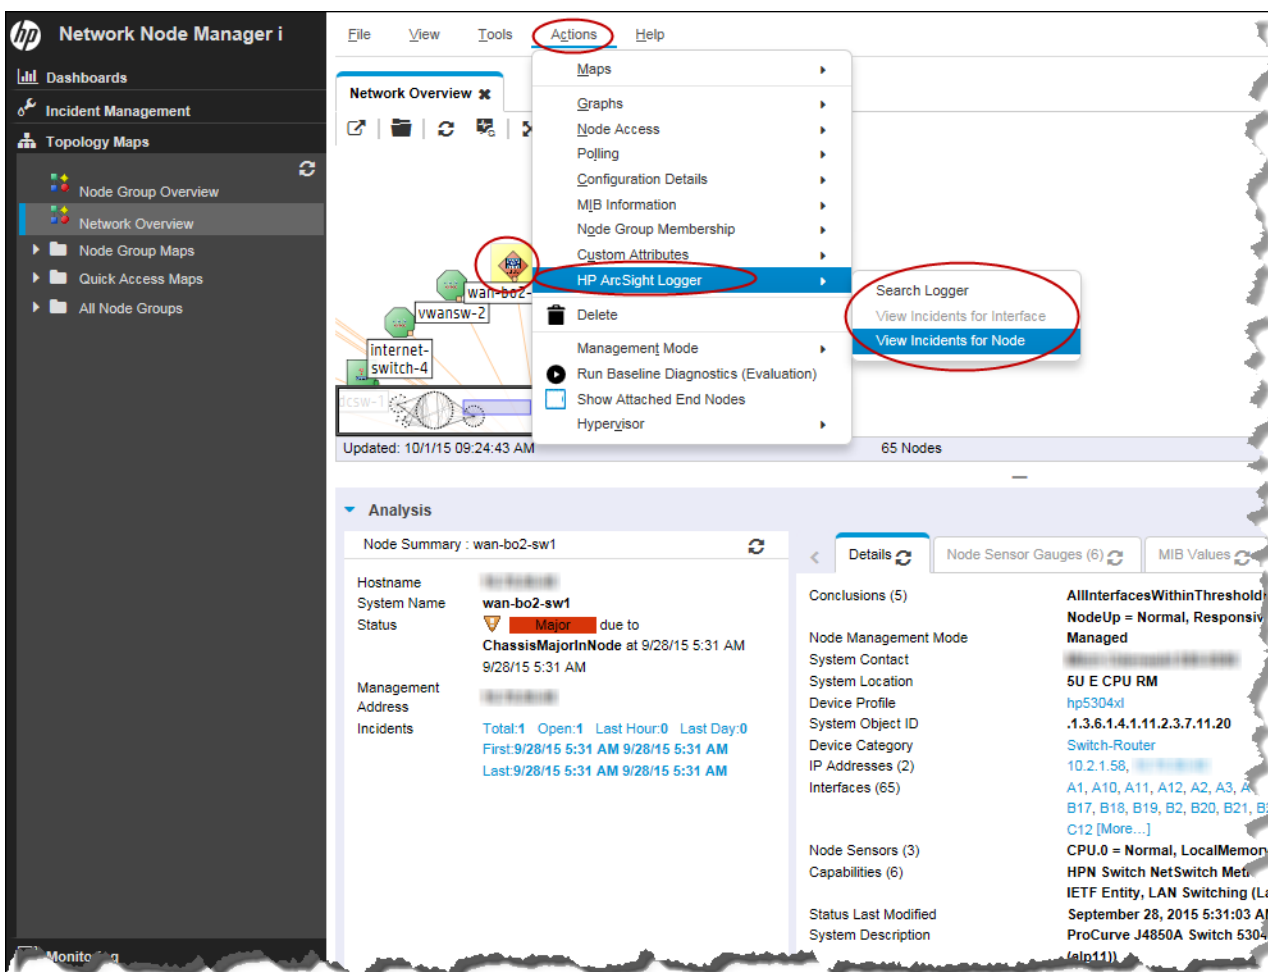 hp Network Node Manager i
File View Tools Actions Help
Dashboards
Incident Management
Topology Maps
Node Group Overview
Network Overview
Node Group Maps
Quick Access Maps
All Node Groups
Network Overview
Maps
Graphs
Node Access
Polling
Configuration Details
MIB Information
Node Group Membership
Custom Attributes
HP ArcSight Logger
Delete
Management Mode
Run Baseline Diagnostics (Evaluation)
Show Attached End Nodes
Hypervisor
Search Logger
View Incidents for Interface
View Incidents for Node
wan-bo2-
vwansw-2
internet-
switch-4
dcsw-1
Updated: 10/1/15 09:24:43 AM
65 Nodes
Analysis
Node Summary : wan-bo2-sw1
Hostname
System Name wan-bo2-sw1
Status Major due to
ChassisMajorInNode at 9/28/15 5:31 AM
9/28/15 5:31 AM
Management
Address
Incidents Total:1 Open:1 Last Hour:0 Last Day:0
First:9/28/15 5:31 AM 9/28/15 5:31 AM
Last:9/28/15 5:31 AM 9/28/15 5:31 AM
Details Node Sensor Gauges (6) MIB Values
Conclusions (5) AllInterfacesWithinThreshold
NodeUp = Normal, Responsiv
Node Management Mode Managed
System Contact
System Location 5U E CPU RM
Device Profile hp5304xl
System Object ID .1.3.6.1.4.1.11.2.3.7.11.20
Device Category Switch-Router
IP Addresses (2) 10.2.1.58,
Interfaces (65) A1, A10, A11, A12, A2, A3, A
B17, B18, B19, B2, B20, B21, B
C12 [More...]
Node Sensors (3) CPU.0 = Normal, LocalMemory
Capabilities (6) HPN Switch NetSwitch Met
IETF Entity, LAN Switching (La
Status Last Modified September 28, 2015 5:31:03 A
System Description ProCurve J4850A Switch 5304
Monito